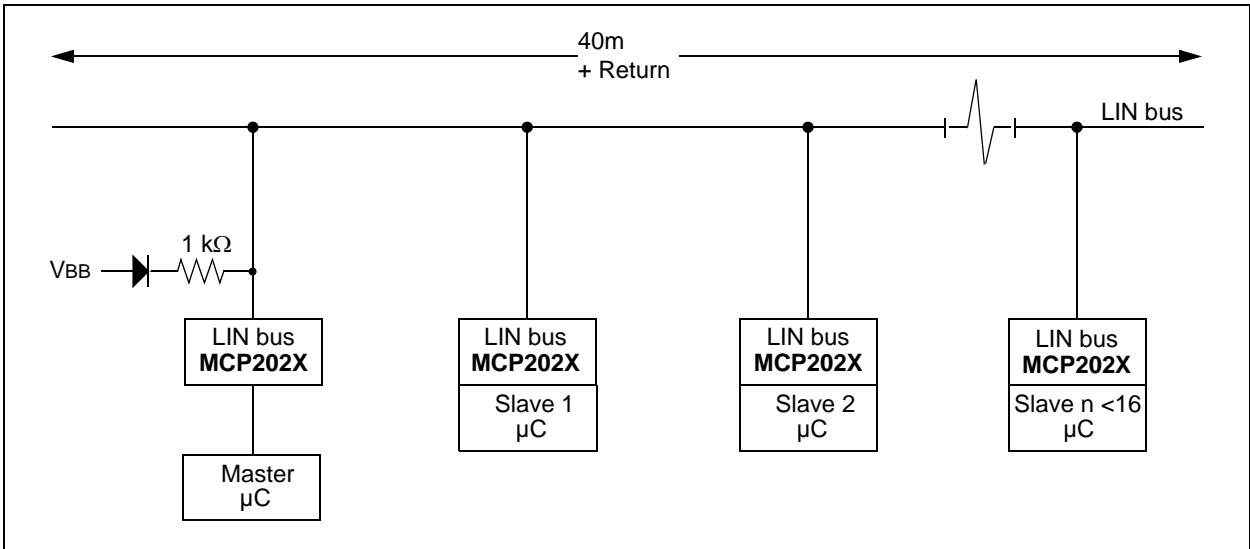 40m
+ Return
LIN bus
1 kΩ
VBB
LIN bus
MCP202X
Master
µC
LIN bus
MCP202X
Slave 1
µC
LIN bus
MCP202X
Slave 2
µC
LIN bus
MCP202X
Slave n <16
µC